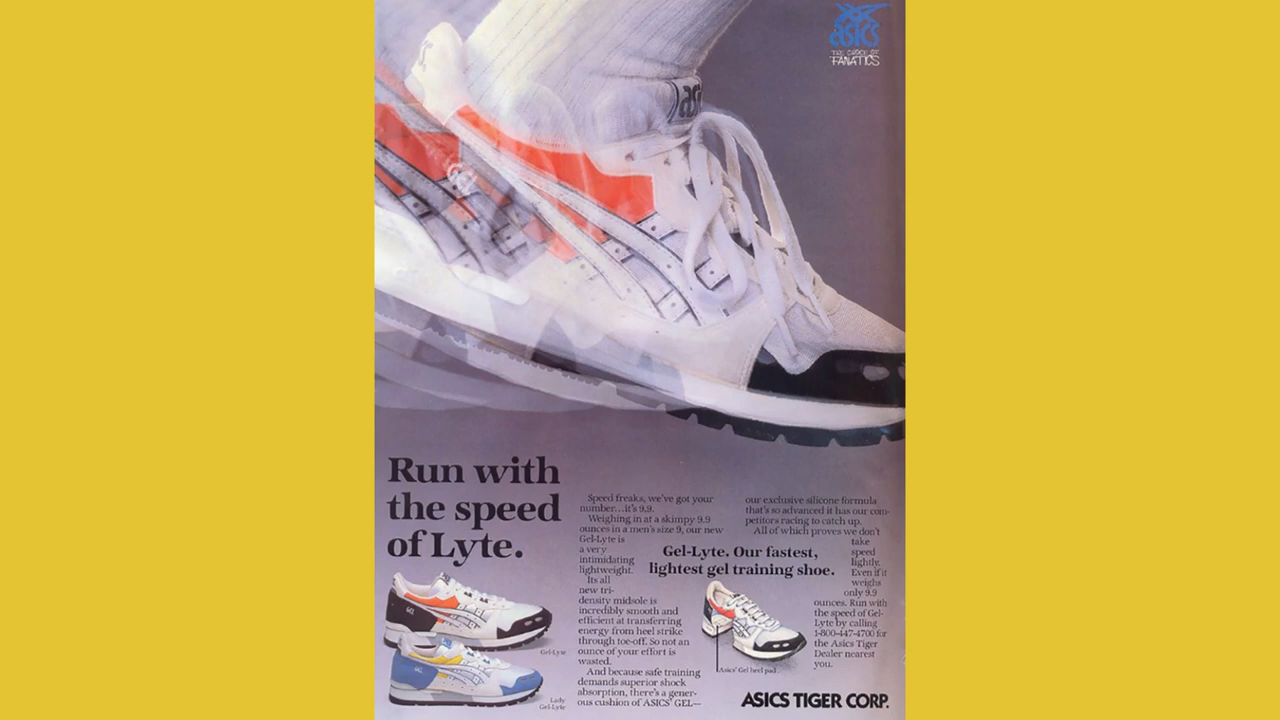 asics
THE CHOICE OF
FANATICS
asi
Run with
the speed
of Lyte.
Speed freaks, we've got your
number...it's 9.9.
Weighing in at a skimpy 9.9
ounces in a men's size 9, our new
Gel-Lyte is
a very
intimidating
lightweight.
Its all
new tri-
density midsole is
incredibly smooth and
efficient at transferring
energy from heel strike
through toe-off. So not an
ounce of your effort is
wasted.
And because safe training
demands superior shock
absorption, there's a gener-
ous cushion of ASICS' GEL—
our exclusive silicone formula
that's so advanced it has our com-
petitors racing to catch up.
All of which proves we don't
take
speed
lightly.
Even if it
weighs
only 9.9
ounces. Run with
the speed of Gel-
Lyte by calling
1-800-447-4700 for
the Asics Tiger
Dealer nearest
you.
Gel-Lyte. Our fastest,
lightest gel training shoe.
Gel-Lyte
Lady
Gel-Lyte
Asics' Gel heel pad.
ASICS TIGER CORP.